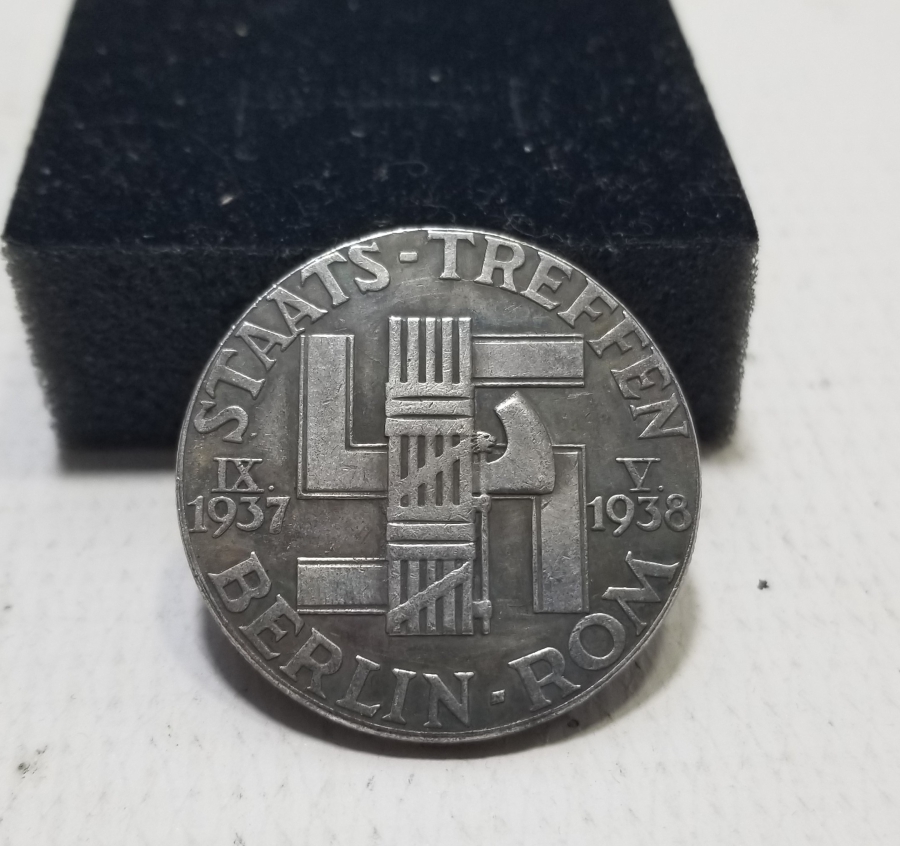 STAATS-TREFFEN
IX.
1937
V.
1938
BERLIN-ROM